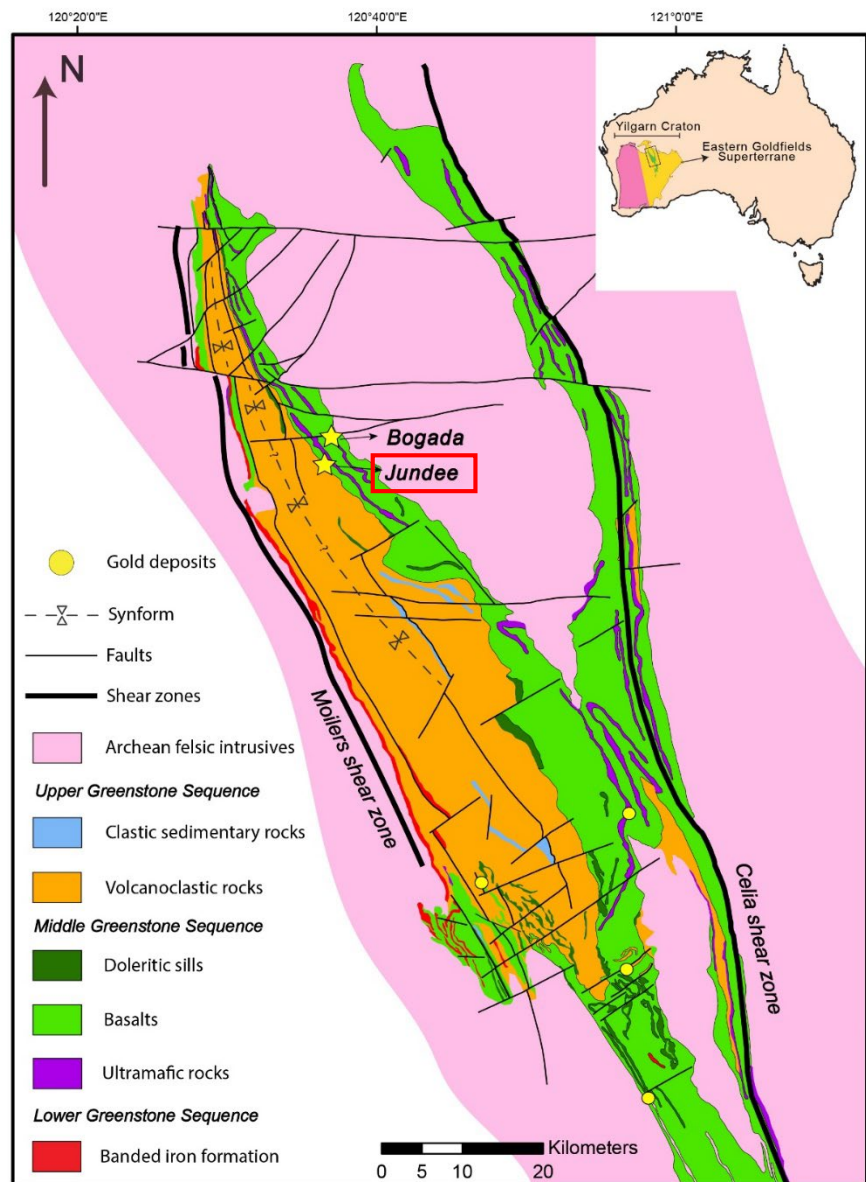 120°20'0"E
120°40'0"E
121°0'0"E
N
Yilgarn Craton
Eastern Goldfields
Superterrane
Bogada
Jundee
Gold deposits
Synform
Faults
Shear zones
Archean felsic intrusives
Upper Greenstone Sequence
Clastic sedimentary rocks
Volcanoclastic rocks
Middle Greenstone Sequence
Doleritic sills
Basalts
Ultramafic rocks
Lower Greenstone Sequence
Banded iron formation
Moilers shear zone
Celia shear zone
Kilometers
0 5 10 20